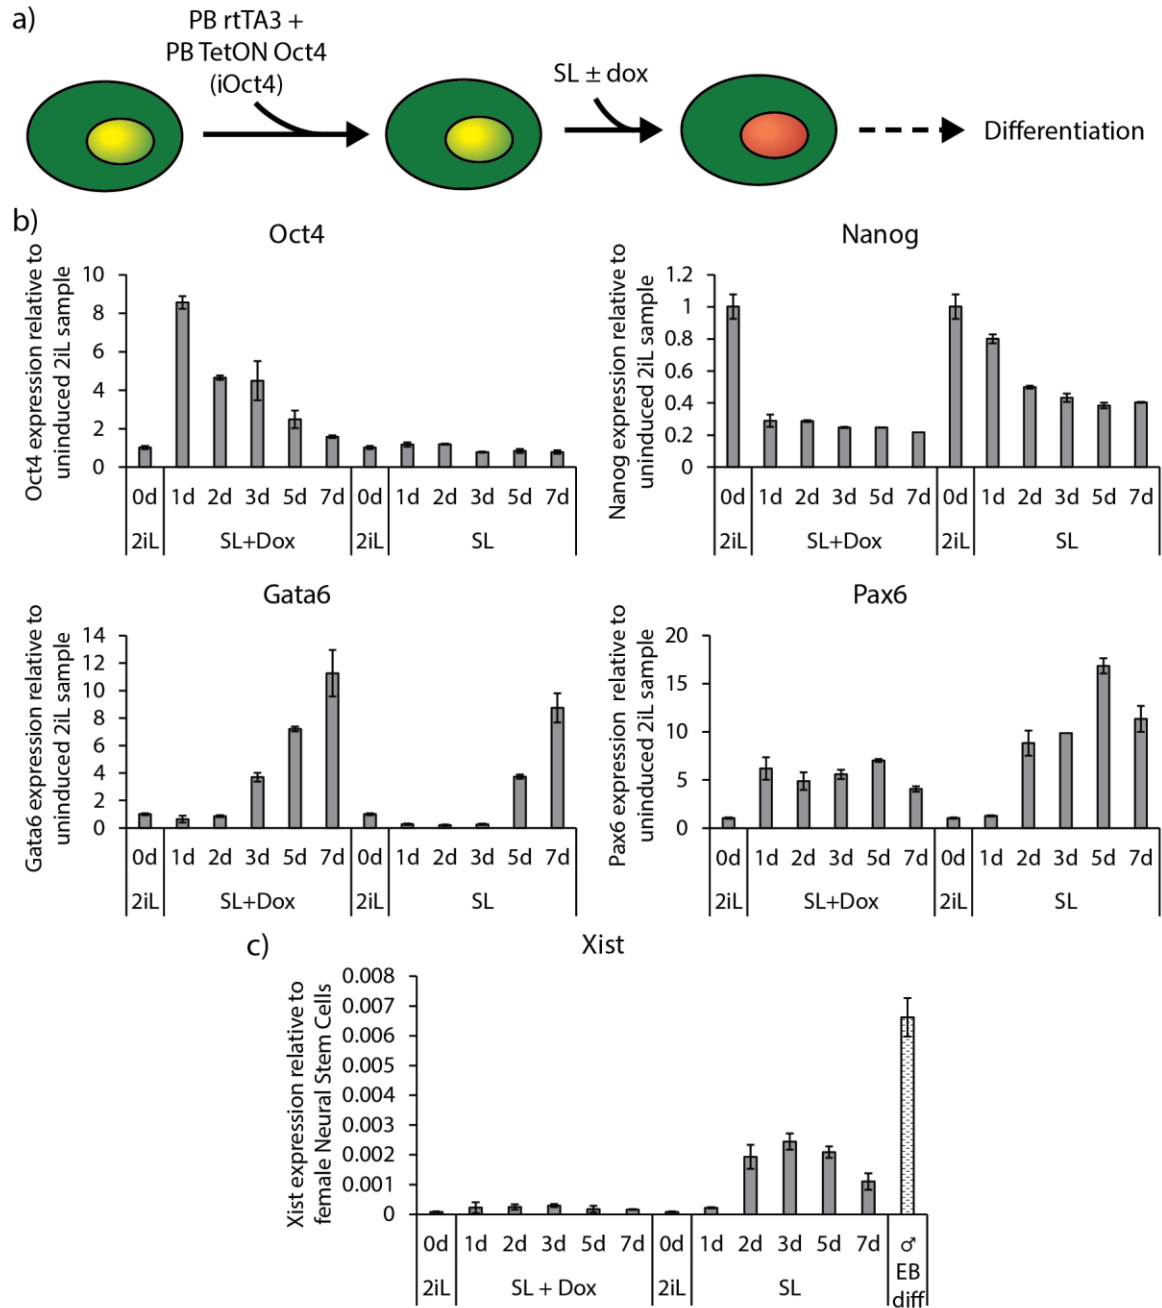 a)
PB rtTA3 +
PB TetON Oct4
(iOct4)
SL ± dox
Differentiation
b)
Oct4
Oct4 expression relative to
uninduced 2iL sample
10
8
6
4
2
0
0d 1d 2d 3d 5d 7d 0d 1d 2d 3d 5d 7d
2iL SL+Dox 2iL SL
Nanog
Nanog expression relative to
uninduced 2iL sample
1.2
1
0.8
0.6
0.4
0.2
0
0d 1d 2d 3d 5d 7d 0d 1d 2d 3d 5d 7d
2iL SL+Dox 2iL SL
Gata6
Gata6 expression relative to
uninduced 2iL sample
14
12
10
8
6
4
2
0
0d 1d 2d 3d 5d 7d 0d 1d 2d 3d 5d 7d
2iL SL+Dox 2iL SL
Pax6
Pax6 expression relative to
uninduced 2iL sample
20
15
10
5
0
0d 1d 2d 3d 5d 7d 0d 1d 2d 3d 5d 7d
2iL SL+Dox 2iL SL
c)
Xist
Xist expression relative to
female Neural Stem Cells
0.008
0.007
0.006
0.005
0.004
0.003
0.002
0.001
0
0d 1d 2d 3d 5d 7d 0d 1d 2d 3d 5d 7d ♂
2iL SL + Dox 2iL SL EB
diff